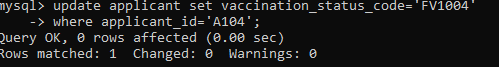 mysql> update applicant set vaccination_status_code='FV1004'
    -> where applicant_id='A104';
Query OK, 0 rows affected (0.00 sec)
Rows matched: 1  Changed: 0  Warnings: 0